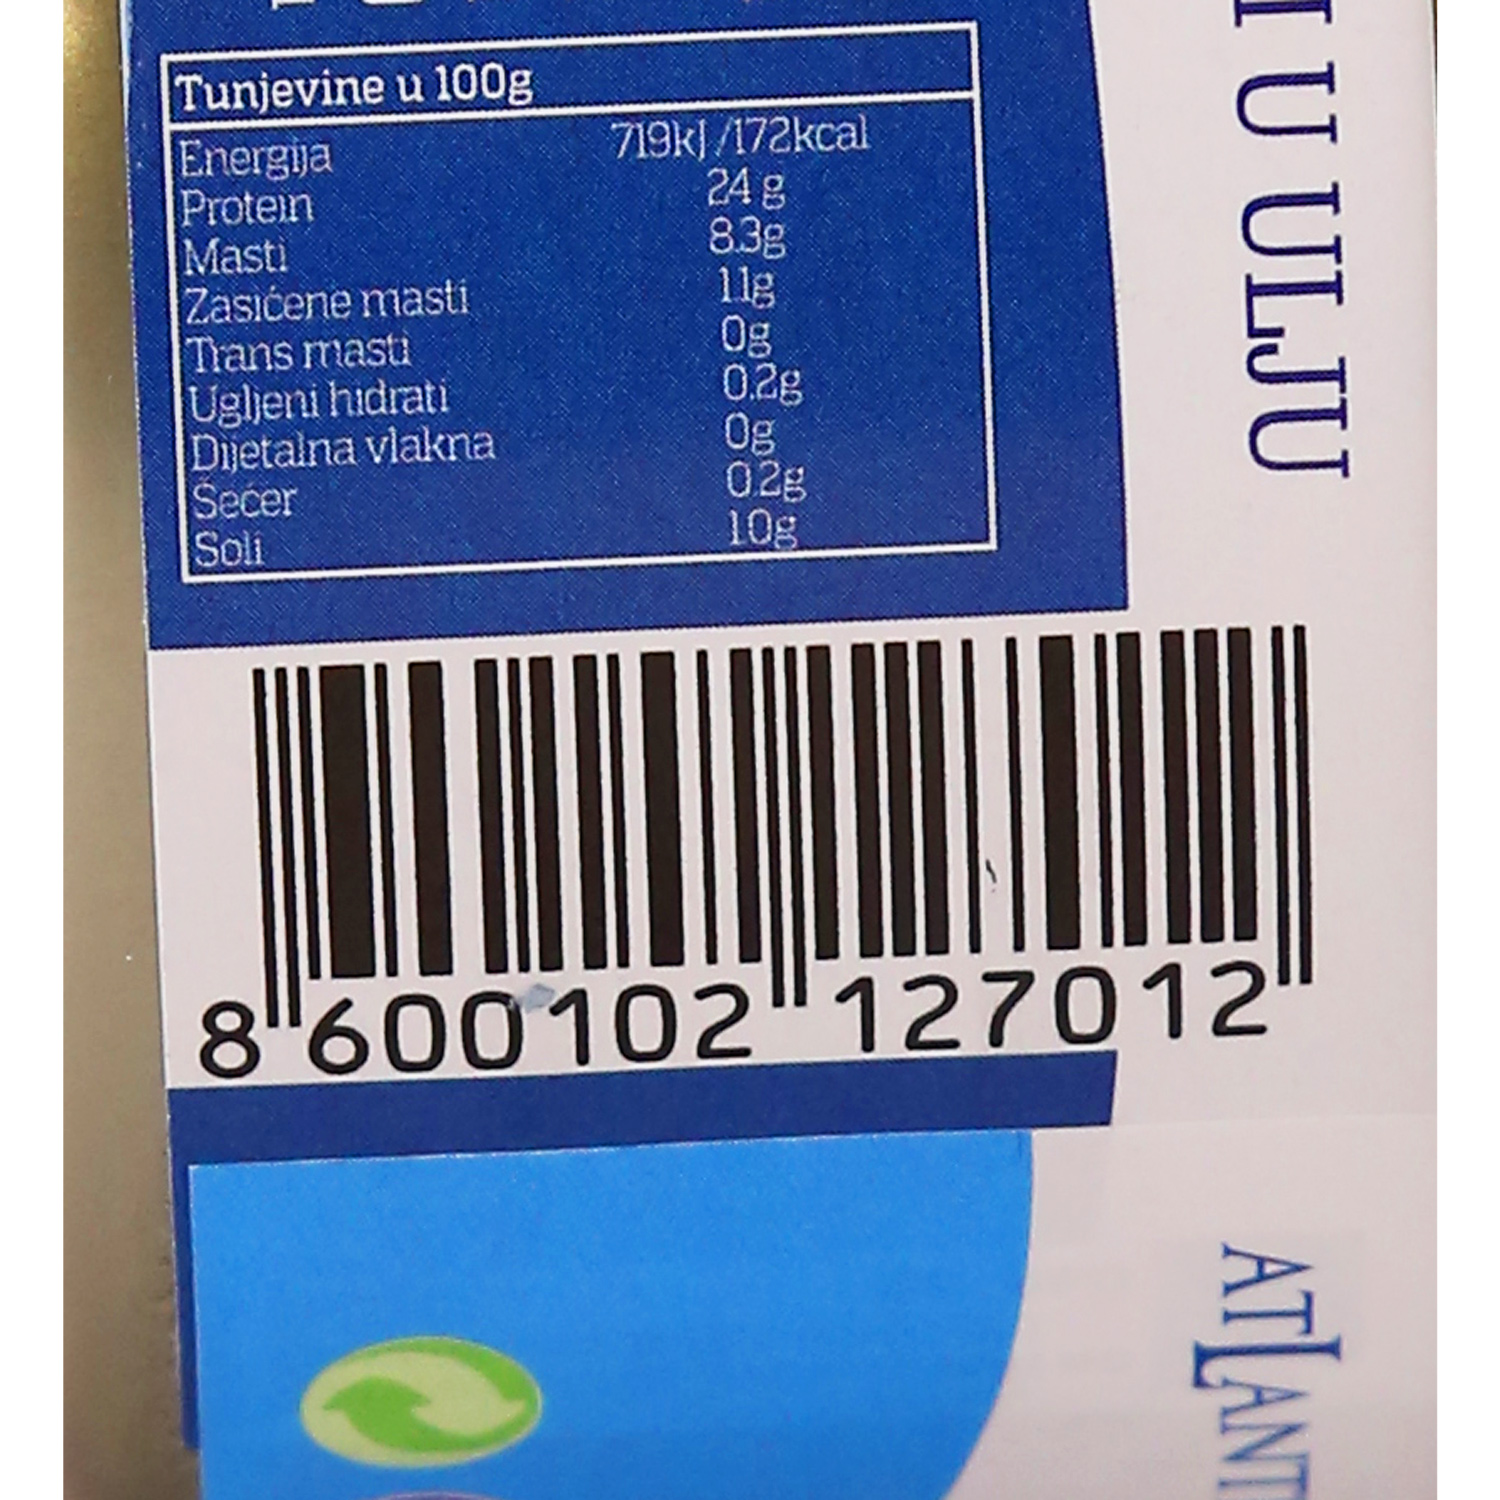 Tunjevine u 100g
Energija 719kJ/172kcal
Protein 24 g
Masti 8.3g
Zasićene masti 1.1g
Trans masti 0g
Ugljeni hidrati 0.2g
Dijetalna vlakna 0g
Šećer 0.2g
Soli 1.0g
8 600102 127012
U ULJU
ATLANT